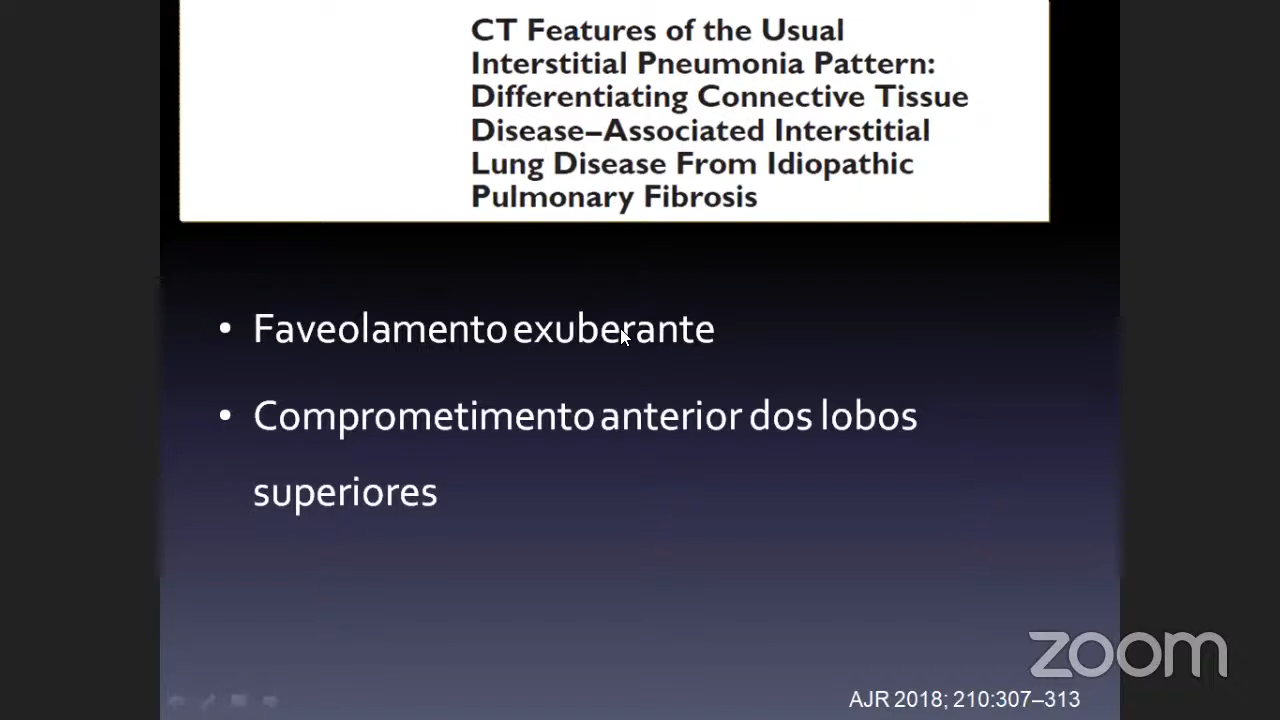 CT Features of the Usual
Interstitial Pneumonia Pattern:
Differentiating Connective Tissue
Disease–Associated Interstitial
Lung Disease From Idiopathic
Pulmonary Fibrosis
• Faveolamento exuberante
• Comprometimento anterior dos lobos
superiores
zoom
AJR 2018; 210:307–313